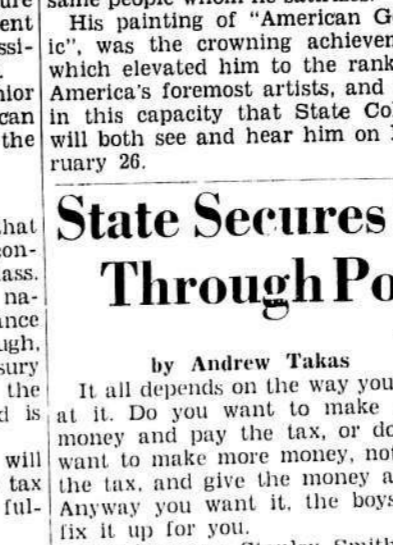 ent
ssi-
nior
can
the
that
con-
ass.
na-
ance
ugh,
sury
the
d is
will
tax
ful-
same people whom he satirizes.
His painting of "American G
ic", was the crowning achievem
which elevated him to the rank
America's foremost artists, and
in this capacity that State Co
will both see and hear him on
ruary 26.
State Secures
Through Po
by Andrew Takas
It all depends on the way you
at it. Do you want to make
money and pay the tax, or do
want to make more money, not
the tax, and give the money a
Anyway you want it, the boys
fix it up for you.
Stanley Smith